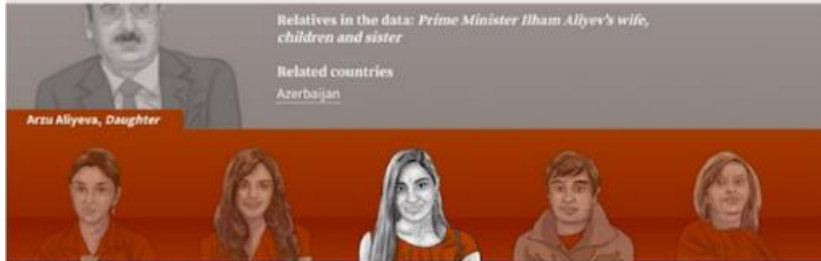 Relatives in the data: Prime Minister Ilham Aliyev's wife,
children and sister
Related countries
Azerbaijan
Arzu Aliyeva, Daughter